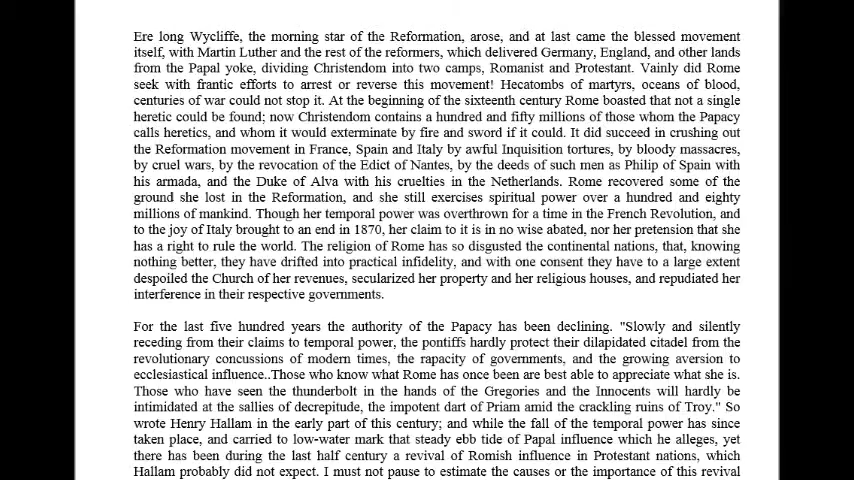 Ere long Wycliffe, the morning star of the Reformation, arose, and at last came the blessed movement
itself, with Martin Luther and the rest of the reformers, which delivered Germany, England, and other lands
from the Papal yoke, dividing Christendom into two camps, Romanist and Protestant. Vainly did Rome
seek with frantic efforts to arrest or reverse this movement! Hecatombs of martyrs, oceans of blood,
centuries of war could not stop it. At the beginning of the sixteenth century Rome boasted that not a single
heretic could be found; now Christendom contains a hundred and fifty millions of those whom the Papacy
calls heretics, and whom it would exterminate by fire and sword if it could. It did succeed in crushing out
the Reformation movement in France, Spain and Italy by awful Inquisition tortures, by bloody massacres,
by cruel wars, by the revocation of the Edict of Nantes, by the deeds of such men as Philip of Spain with
his armada, and the Duke of Alva with his cruelties in the Netherlands. Rome recovered some of the
ground she lost in the Reformation, and she still exercises spiritual power over a hundred and eighty
millions of mankind. Though her temporal power was overthrown for a time in the French Revolution, and
to the joy of Italy brought to an end in 1870, her claim to it is in no wise abated, nor her pretension that she
has a right to rule the world. The religion of Rome has so disgusted the continental nations, that, knowing
nothing better, they have drifted into practical infidelity, and with one consent they have to a large extent
despoiled the Church of her revenues, secularized her property and her religious houses, and repudiated her
interference in their respective governments.
For the last five hundred years the authority of the Papacy has been declining. "Slowly and silently
receding from their claims to temporal power, the pontiffs hardly protect their dilapidated citadel from the
revolutionary concussions of modern times, the rapacity of governments, and the growing aversion to
ecclesiastical influence..Those who know what Rome has once been are best able to appreciate what she is.
Those who have seen the thunderbolt in the hands of the Gregories and the Innocents will hardly be
intimidated at the sallies of decrepitude, the impotent dart of Priam amid the crackling ruins of Troy." So
wrote Henry Hallam in the early part of this century; and while the fall of the temporal power has since
taken place, and carried to low-water mark that steady ebb tide of Papal influence which he alleges, yet
there has been during the last half century a revival of Romish influence in Protestant nations, which
Hallam probably did not expect. I must not pause to estimate the causes or the importance of this revival